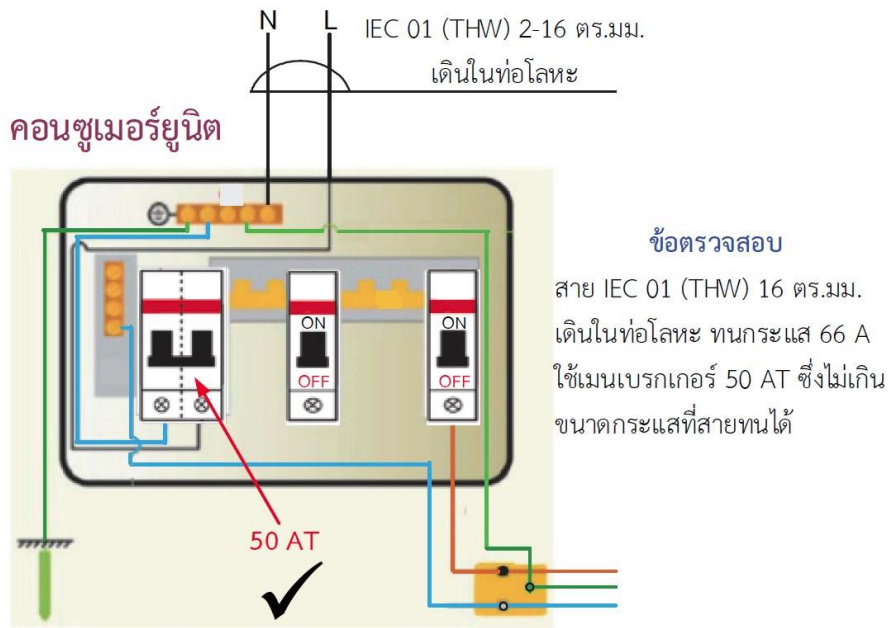 N L IEC 01 (THW) 2-16 ตร.มม.
เดินในท่อโลหะ
คอนซูเมอร์ยูนิต
ข้อตรวจสอบ
สาย IEC 01 (THW) 16 ตร.มม.
เดินในท่อโลหะ ทนกระแส 66 A
ใช้เมนเบรกเกอร์ 50 AT ซึ่งไม่เกิน
ขนาดกระแสที่สายทนได้
ON ON
OFF OFF
50 AT